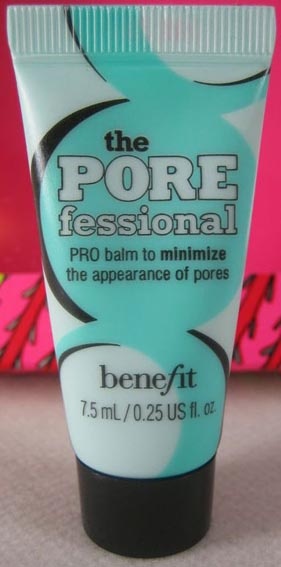 the
PORE
fessional
PRO balm to minimize
the appearance of pores
benefit
7.5 mL/0.25 US fl. oz.